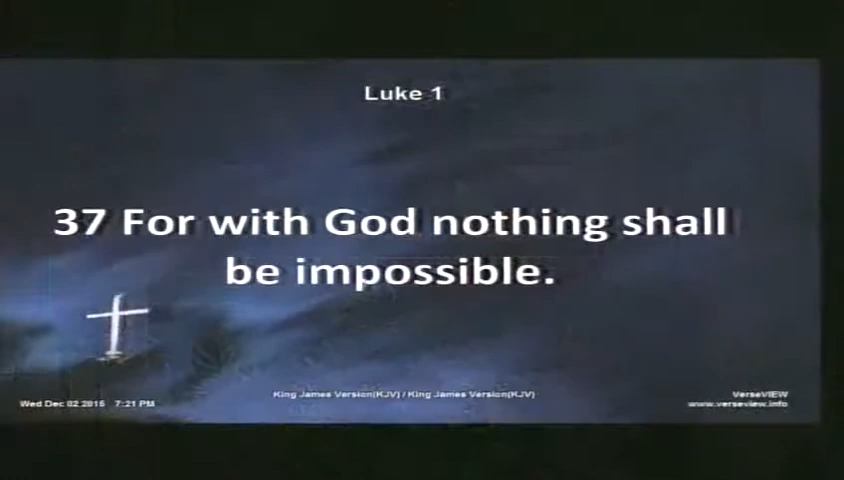 Luke 1
37 For with God nothing shall
be impossible.
King James Version(KJV) / King James Version(KJV)
VerseVIEW
Wed Dec 02 2015 7:21 PM
www.verseview.info